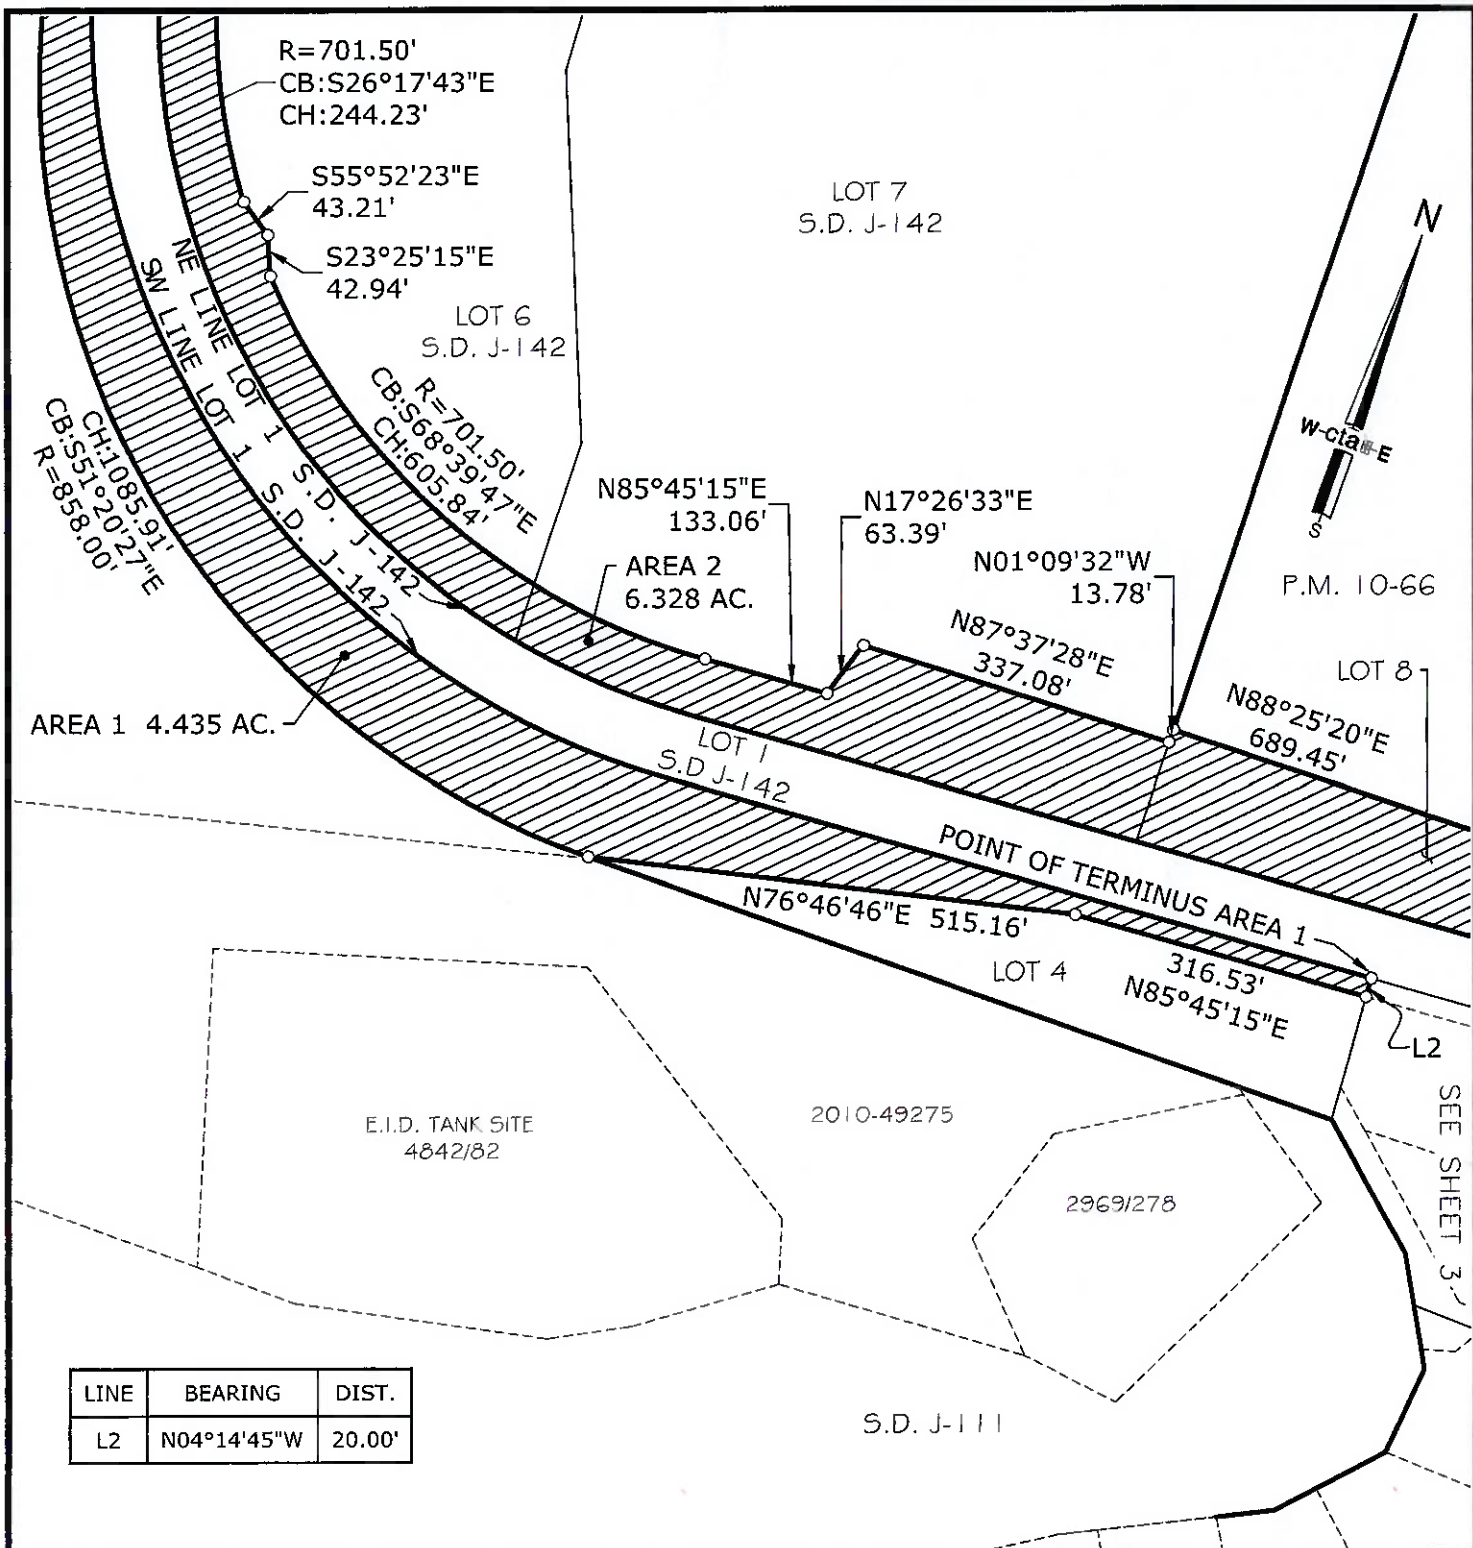 R=701.50'
CB:S26°17'43"E
CH:244.23'
S55°52'23"E
43.21'
S23°25'15"E
42.94'
LOT 7
S.D. J-142
N
LOT 6
S.D. J-142
NE LINE LOT 1 S.D. J-142
SW LINE LOT 1 S.D. J-142
R=701.50'
CB:S68°39'47"E
CH:605.84'
CH:1085.91'
CB:S51°20'27"E
R=858.00'
W-cta-E
S
N85°45'15"E
133.06'
N17°26'33"E
63.39'
N01°09'32"W
13.78'
P.M. 10-66
AREA 2
6.328 AC.
N87°37'28"E
337.08'
LOT 8
N88°25'20"E
689.45'
AREA 1 4.435 AC.
LOT 1
S.D J-142
POINT OF TERMINUS AREA 1
N76°46'46"E 515.16'
LOT 4
316.53'
N85°45'15"E
L2
E.I.D. TANK SITE
4842/82
2010-49275
2969/278
SEE SHEET 3
LINE BEARING DIST.
L2 N04°14'45"W 20.00'
S.D. J-111